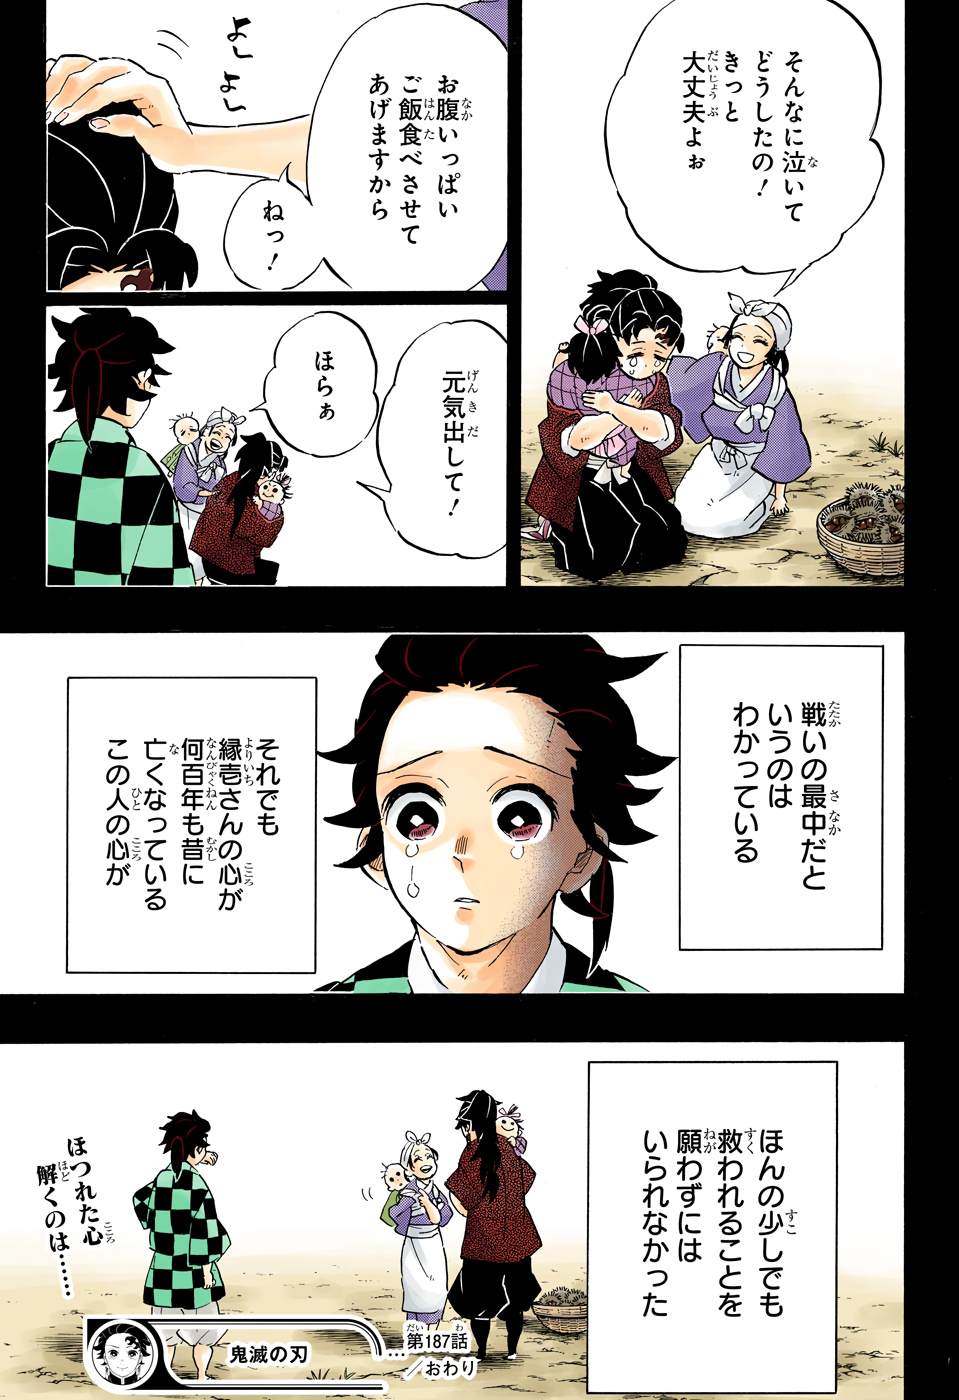 そんなに泣いて
どうしたの!
きっと
大丈夫よぉ
お腹いっぱい
ご飯食べさせて
あげますから
ねっ!
よし
よし
元気出して!
ほらぁ
戦いの最中だと
いうのは
わかっている
それでも
縁壱さんの心が
何百年も昔に
亡くなっている
この人の心が
ほんの少しでも
救われることを
願わずには
いられなかった
ほつれた心
解くのは……
鬼滅の刃
….第187話
/おわり